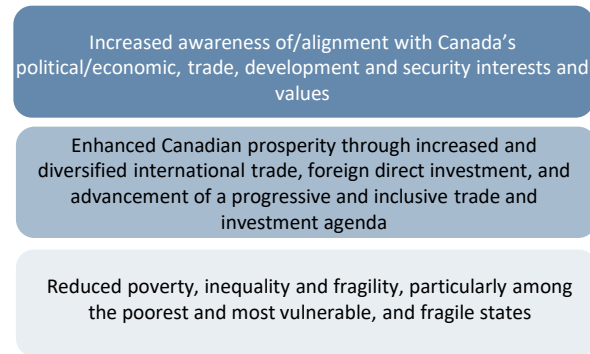 Increased awareness of/alignment with Canada's
political/economic, trade, development and security interests and
values
Enhanced Canadian prosperity through increased and
diversified international trade, foreign direct investment, and
advancement of a progressive and inclusive trade and
investment agenda
Reduced poverty, inequality and fragility, particularly among
the poorest and most vulnerable, and fragile states